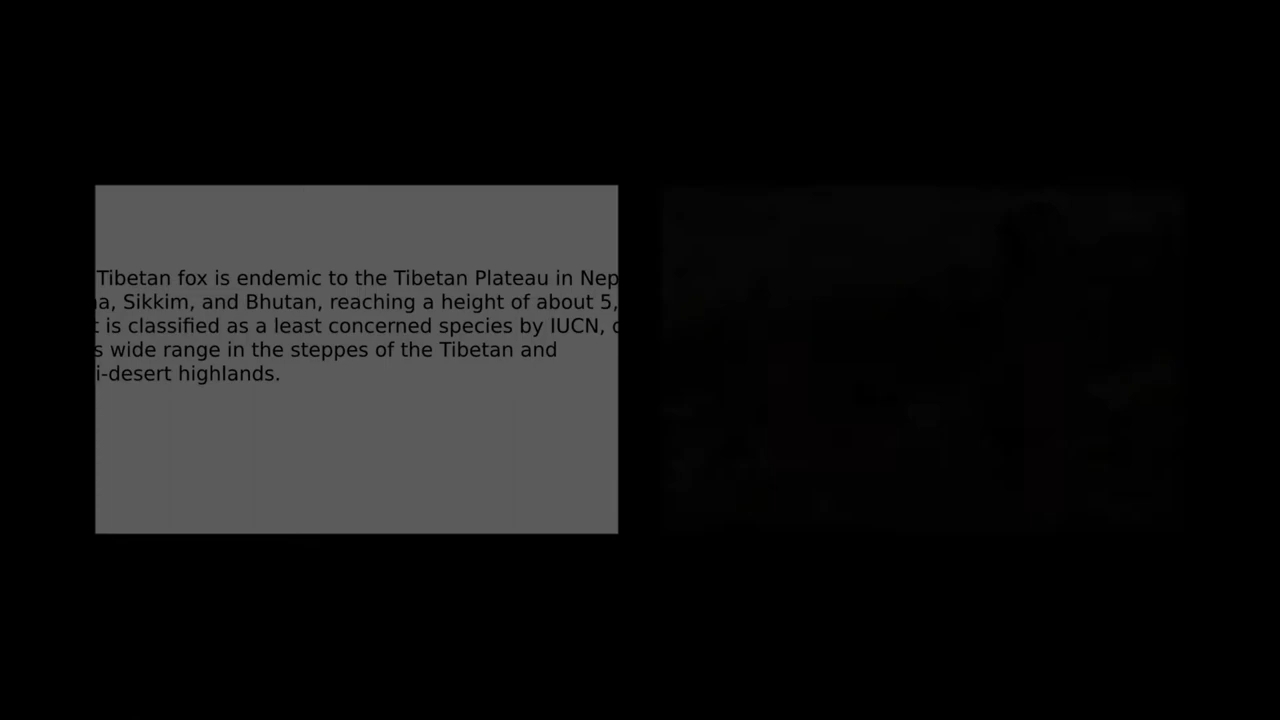 Tibetan fox is endemic to the Tibetan Plateau in
Sikkim, and Bhutan, reaching a height of about 5,
is classified as a least concerned species by IUCN,
wide range in the steppes of the Tibetan and
i-desert highlands.